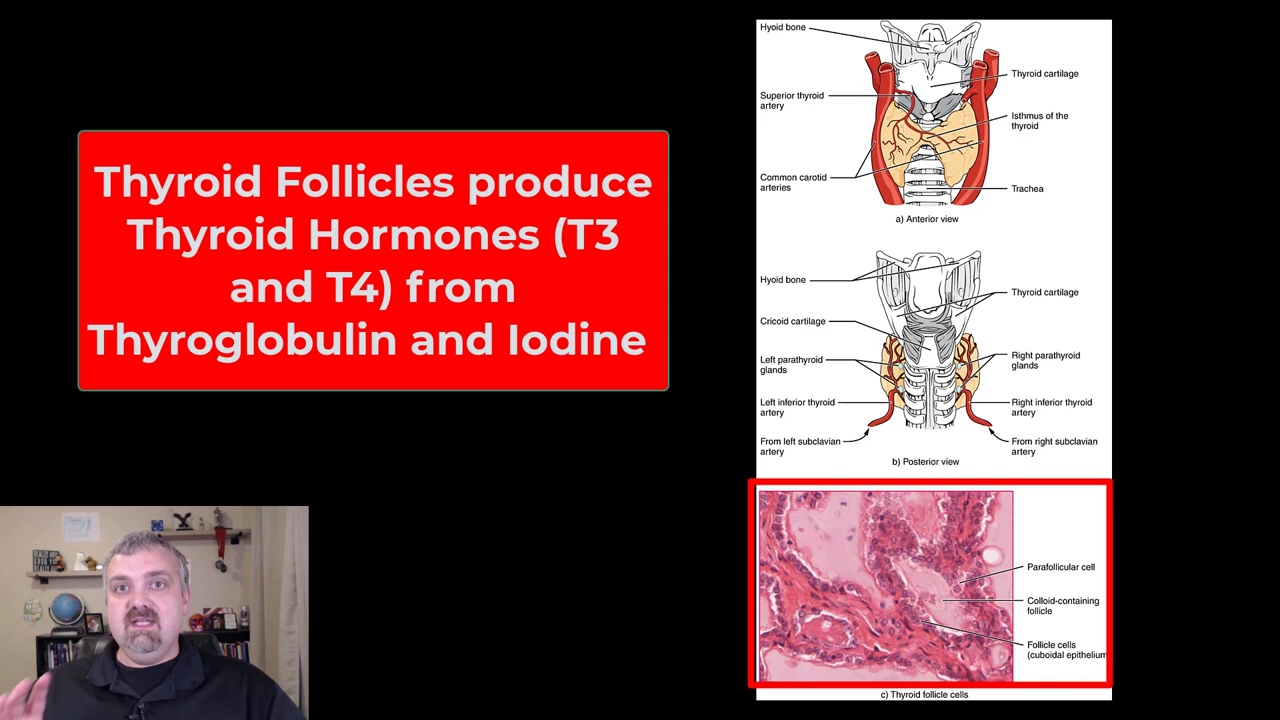 Thyroid Follicles produce
Thyroid Hormones (T3
and T4) from
Thyroglobulin and Iodine
Hyoid bone
Thyroid cartilage
Superior thyroid
artery
Isthmus of the
thyroid
Common carotid
arteries
Trachea
a) Anterior view
Hyoid bone
Thyroid cartilage
Cricoid cartilage
Left parathyroid
glands
Right parathyroid
glands
Left inferior thyroid
artery
Right inferior thyroid
artery
From left subclavian
artery
From right subclavian
artery
b) Posterior view
Parafollicular cell
Colloid-containing
follicle
Follicle cells
(cuboidal epithelium
c) Thyroid follicle cells